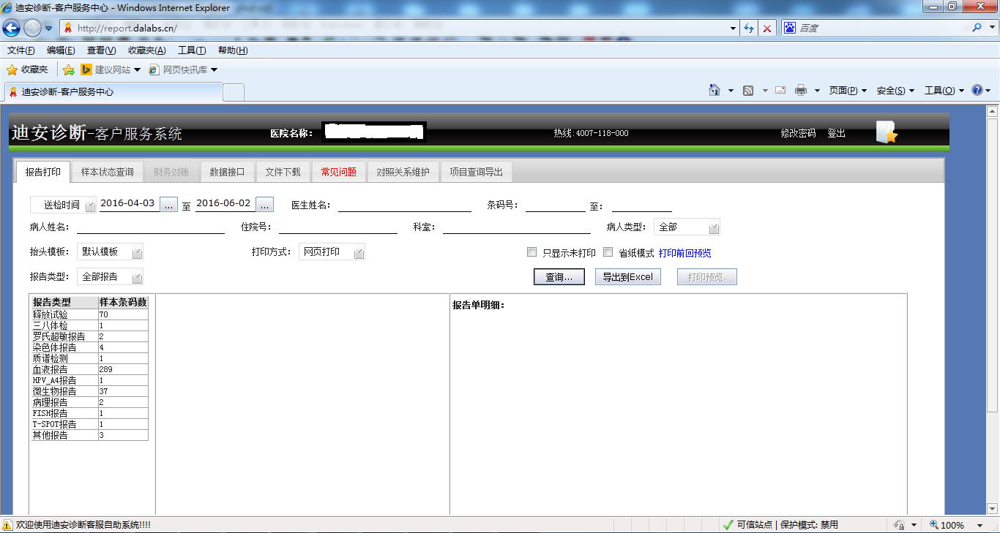 迪安诊断-客户服务中心 - Windows Internet Explorer
http://report.dalabs.cn/
百度
文件(F) 编辑(E) 查看(V) 收藏夹(A) 工具(T) 帮助(H)
收藏夹 建议网站 网页快讯库
迪安诊断-客户服务中心 页面(P) 安全(S) 工具(O)
迪安诊断-客户服务系统 医院名称: 热线:4007-118-000 修改密码 登出
报告打印 样本状态查询 财务对账 数据接口 文件下载 常见问题 对照关系维护 项目查询导出
送检时间 2016-04-03 ... 至 2016-06-02 ... 医生姓名: 条码号: 至:
病人姓名: 住院号: 科室: 病人类型: 全部
抬头模板: 默认模板 打印方式: 网页打印 只显示未打印 省纸模式 打印前回预览
报告类型: 全部报告 查询... 导出到Excel 打印预览.
报告类型 样本条码数 报告单明细:
释放试验 70
三八体检 1
罗氏超敏报告 2
染色体报告 4
质谱检测 1
血液报告 289
HPV_A4报告 1
微生物报告 37
病理报告 2
FISH报告 1
T-SPOT报告 1
其他报告 3
欢迎使用迪安诊断客服自助系统!!!! 可信站点 | 保护模式: 禁用 100%